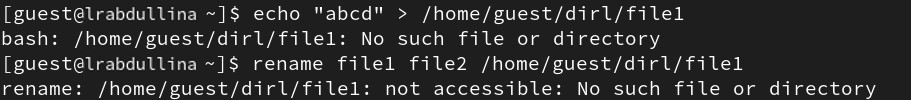 [guest@lrabdullina ~]$ echo "abcd" > /home/guest/dirl/file1
bash: /home/guest/dirl/file1: No such file or directory
[guest@lrabdullina ~]$ rename file1 file2 /home/guest/dirl/file1
rename: /home/guest/dirl/file1: not accessible: No such file or directory